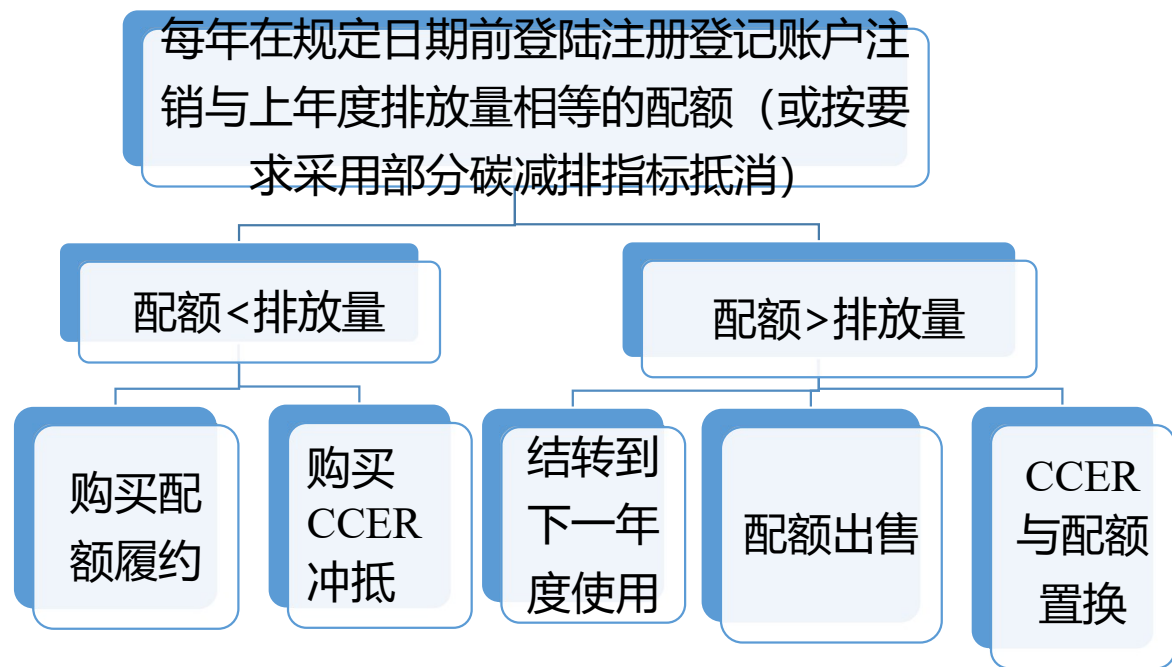 每年在规定日期前登陆注册登记账户注
销与上年度排放量相等的配额（或按要
求采用部分碳减排指标抵消）
配额<排放量
配额>排放量
购买配
额履约
购买
CCER
冲抵
结转到
下一年
度使用
配额出售
CCER
与配额
置换